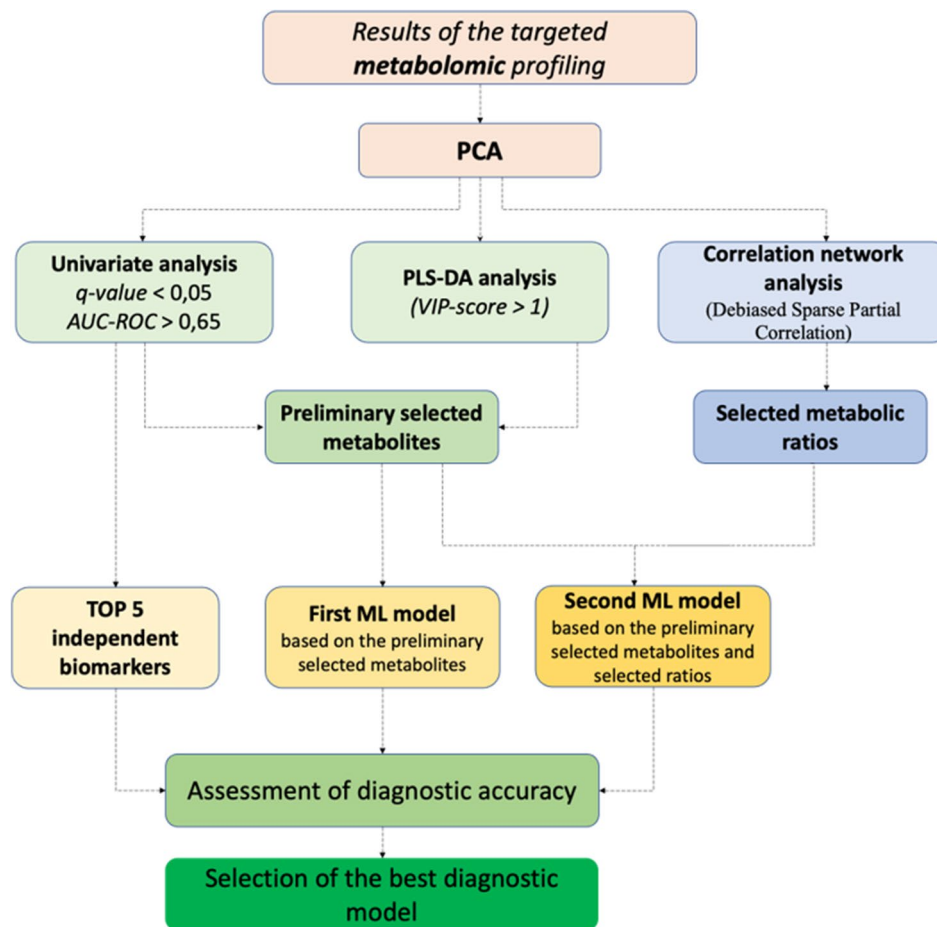 Results of the targeted
metabolomic profiling
PCA
Univariate analysis
q-value < 0,05
AUC-ROC > 0,65
PLS-DA analysis
(VIP-score > 1)
Correlation network
analysis
(Debiased Sparse Partial
Correlation)
Preliminary selected
metabolites
Selected metabolic
ratios
TOP 5
independent
biomarkers
First ML model
based on the preliminary
selected metabolites
Second ML model
based on the preliminary
selected metabolites and
selected ratios
Assessment of diagnostic accuracy
Selection of the best diagnostic
model